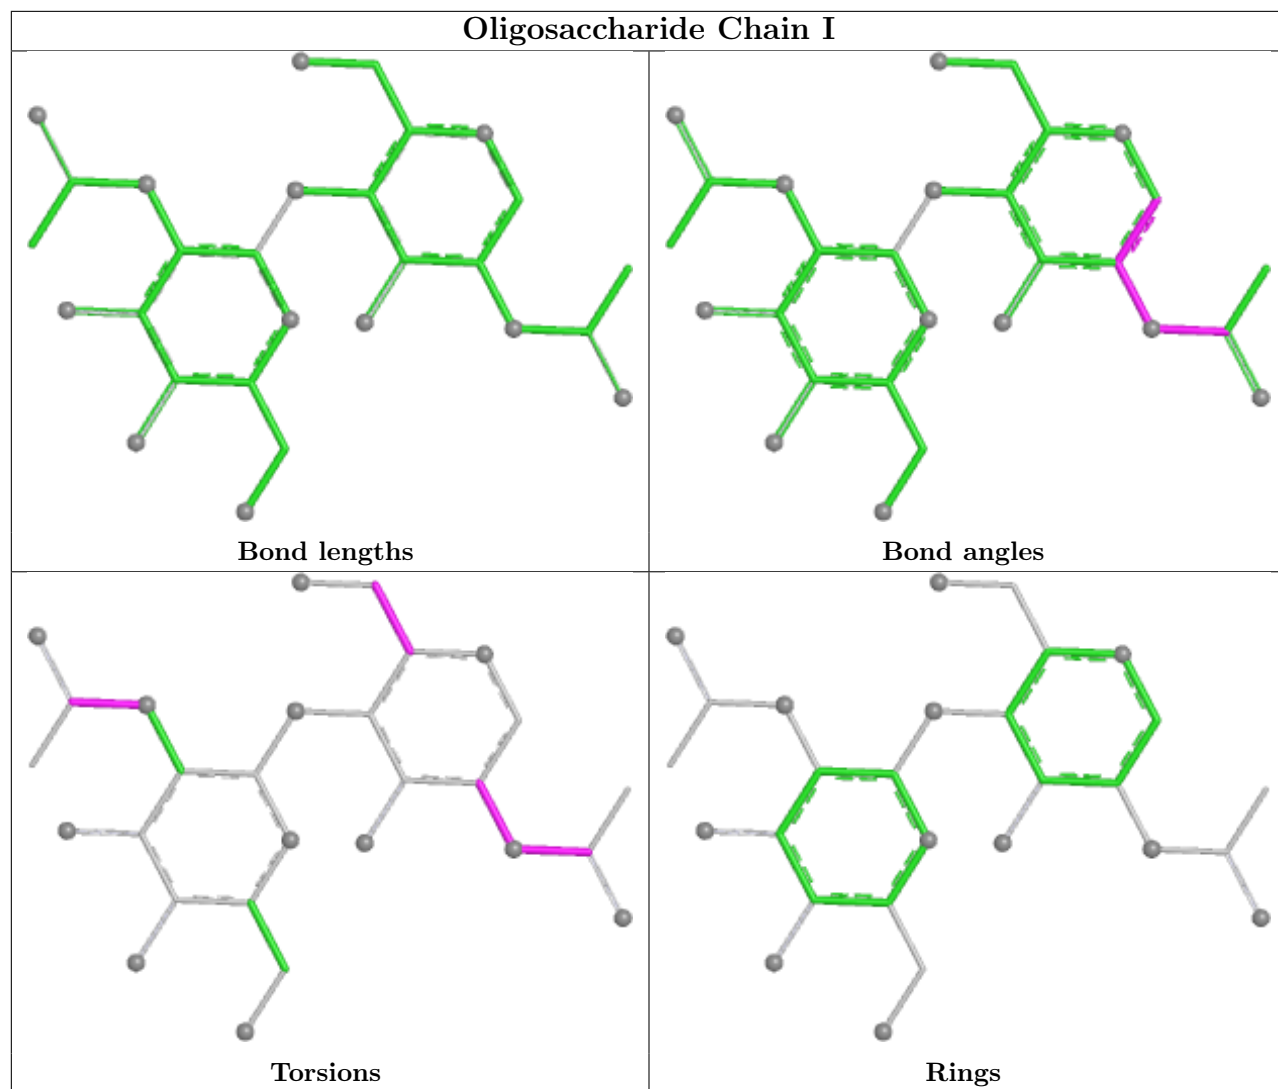 Oligosaccharide Chain I
Bond lengths
Bond angles
Torsions
Rings